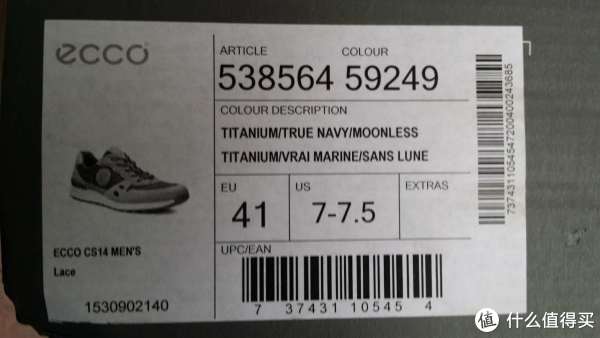 ecco
ARTICLE COLOUR
538564 59249
COLOUR DESCRIPTION
TITANIUM/TRUE NAVY/MOONLESS
TITANIUM/VRAI MARINE/SANS LUNE
EU US EXTRAS
41 7-7.5
UPC/EAN
7 37431 10545 4
ECCO CS14 MEN'S
Lace
1530902140
737431105454720040024 3685
值 什么值得买